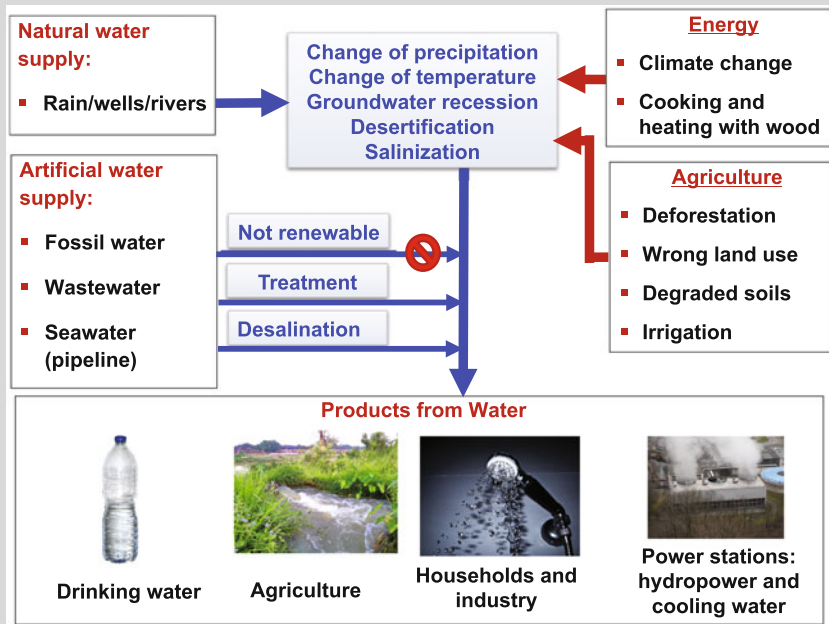 Natural water
supply:
▪ Rain/wells/rivers
Change of precipitation
Change of temperature
Groundwater recession
Desertification
Salinization
Energy
▪ Climate change
▪ Cooking and
heating with wood
Artificial water
supply:
▪ Fossil water
▪ Wastewater
▪ Seawater
(pipeline)
Not renewable
Treatment
Desalination
Agriculture
▪ Deforestation
▪ Wrong land use
▪ Degraded soils
▪ Irrigation
Products from Water
Drinking water
Agriculture
Households and
industry
Power stations:
hydropower and
cooling water